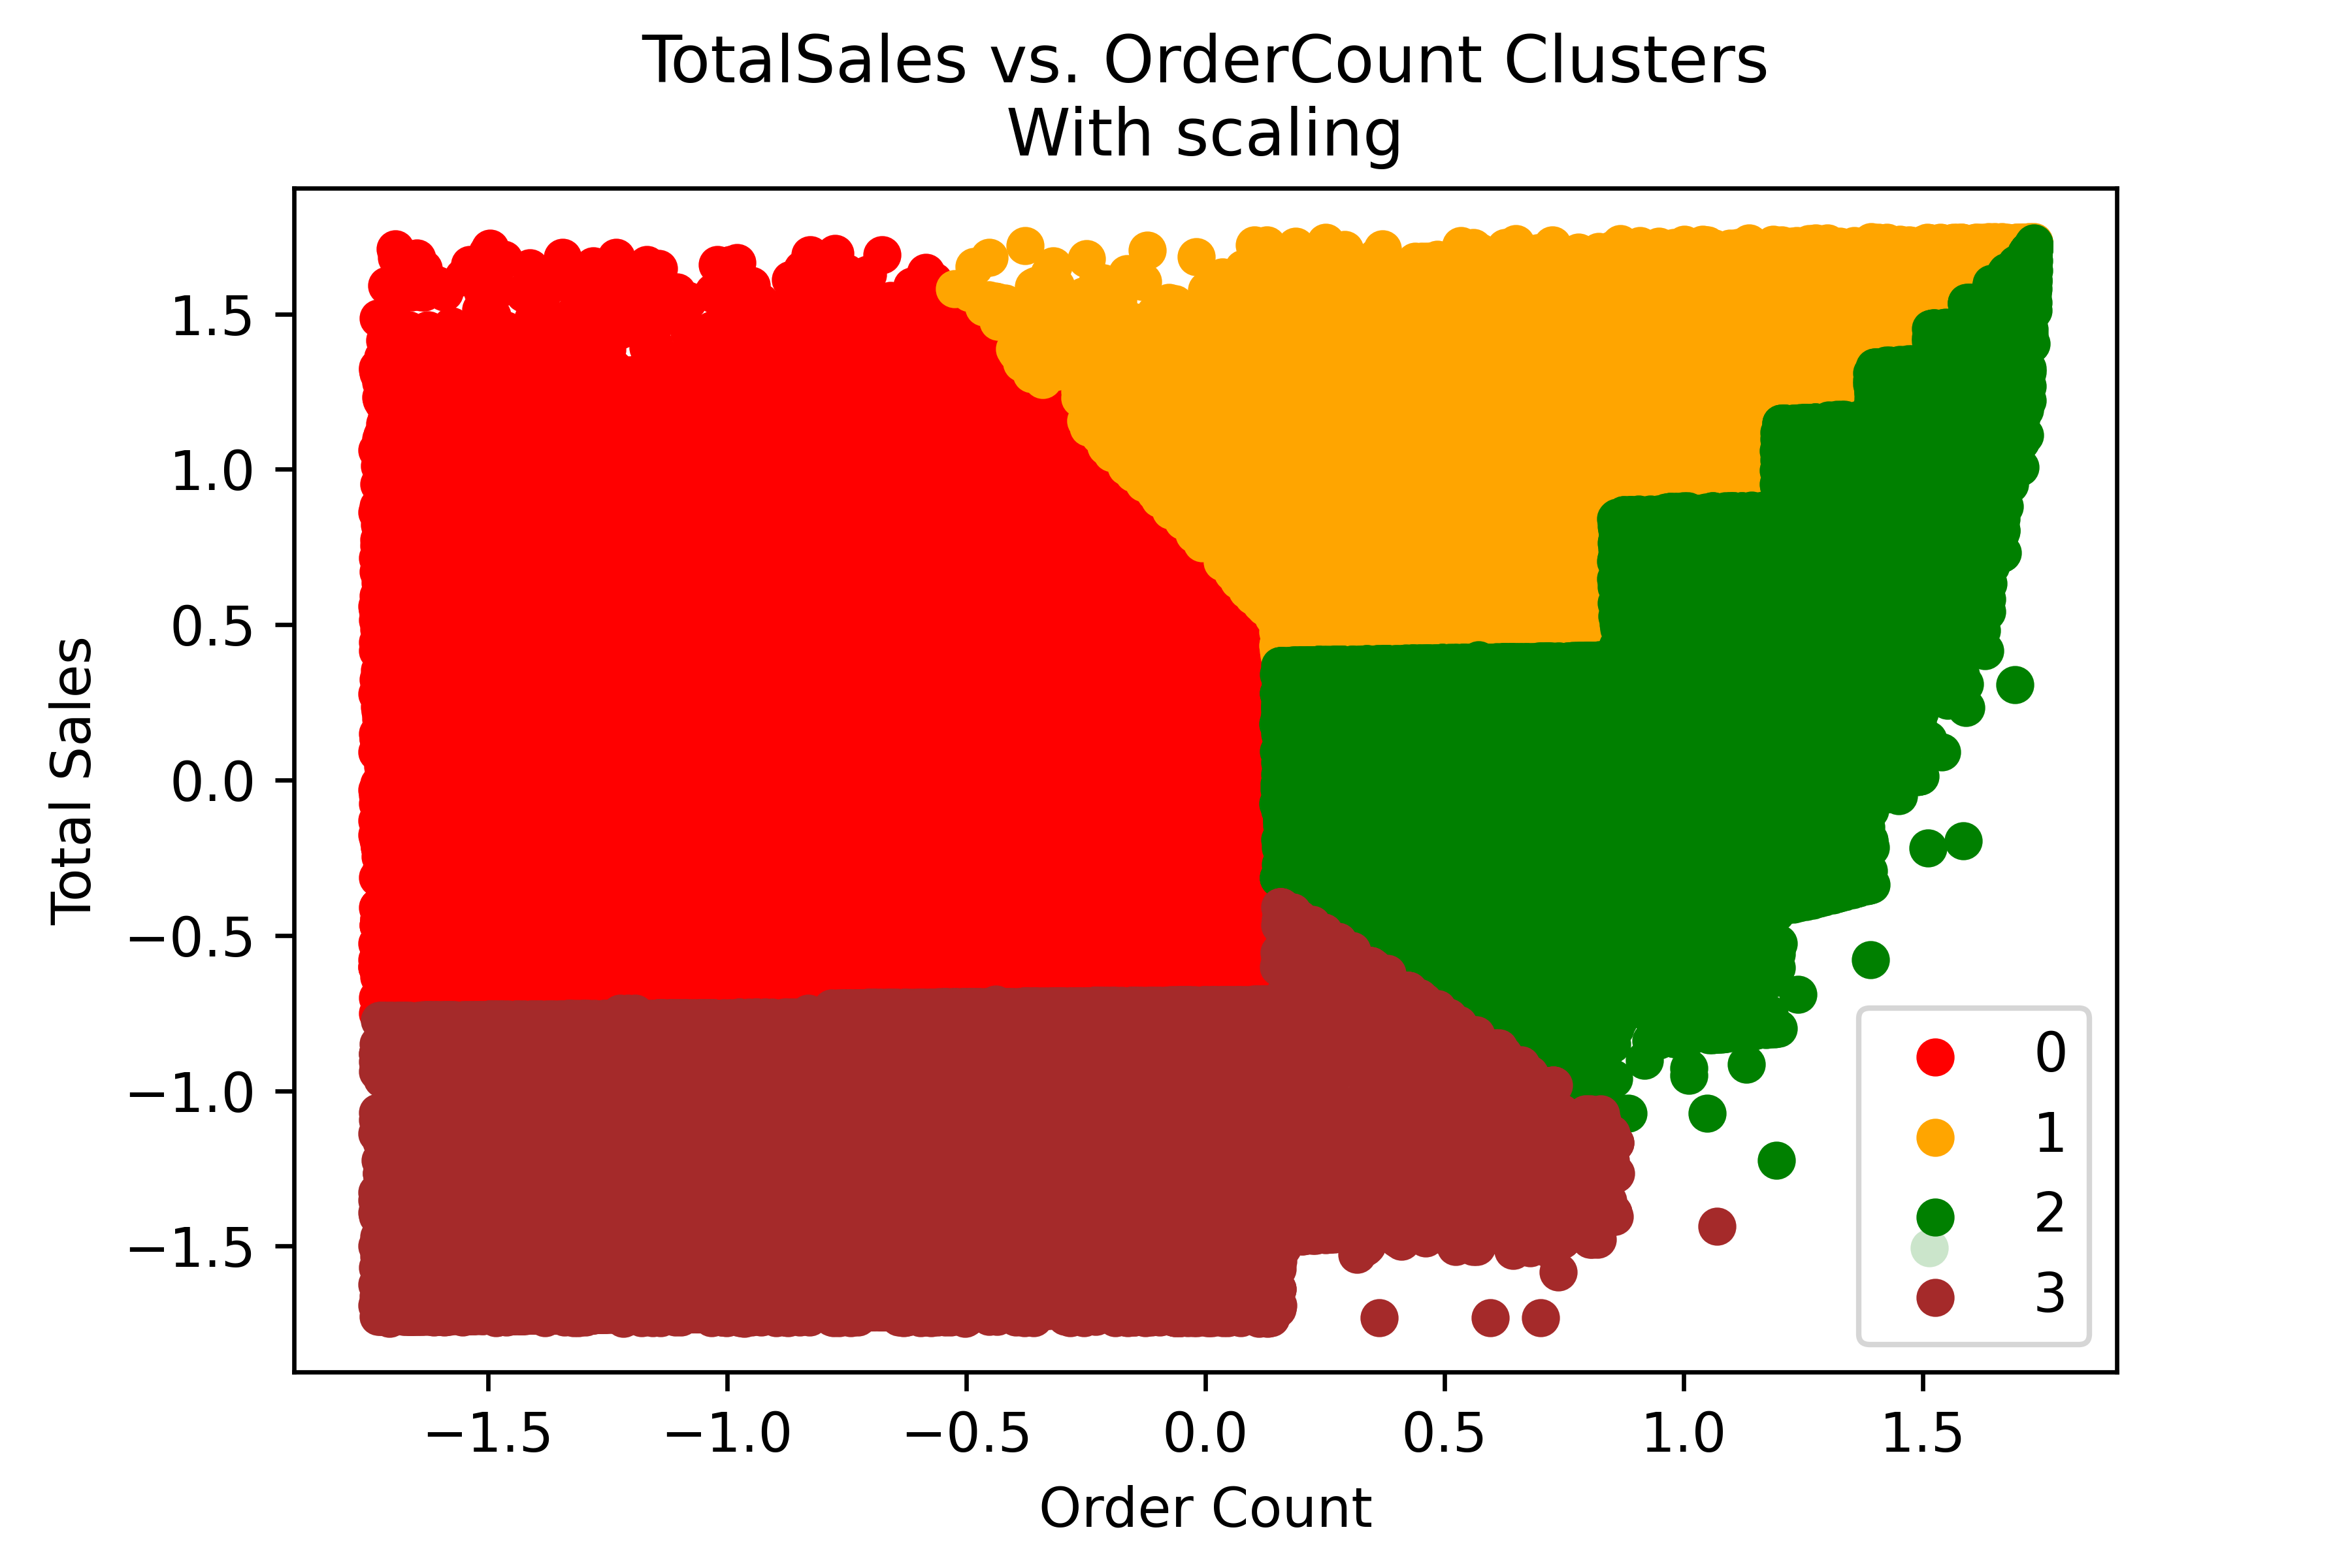 TotalSales vs. OrderCount Clusters
With scaling
Total Sales
1.5
1.0
0.5
0.0
−0.5
−1.0
−1.5
0
1
2
3
−1.5 −1.0 −0.5 0.0 0.5 1.0 1.5
Order Count